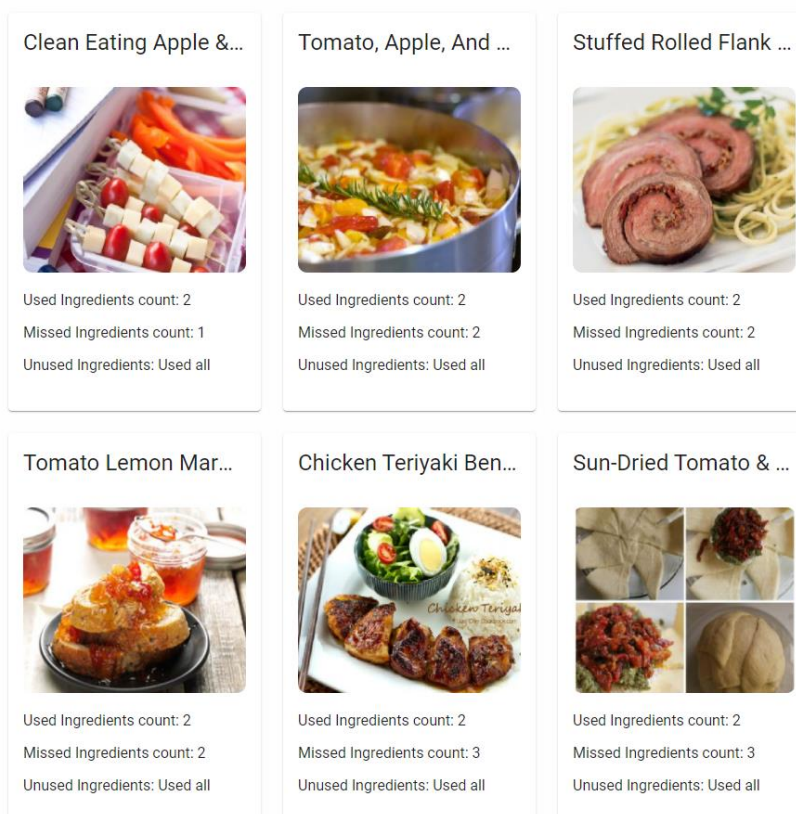 Clean Eating Apple &...
Tomato, Apple, And ...
Stuffed Rolled Flank ...
Used Ingredients count: 2
Missed Ingredients count: 1
Unused Ingredients: Used all
Used Ingredients count: 2
Missed Ingredients count: 2
Unused Ingredients: Used all
Used Ingredients count: 2
Missed Ingredients count: 2
Unused Ingredients: Used all
Tomato Lemon Mar...
Chicken Teriyaki Ben...
Sun-Dried Tomato & ...
Chicken Teriyak
Used Ingredients count: 2
Missed Ingredients count: 2
Unused Ingredients: Used all
Used Ingredients count: 2
Missed Ingredients count: 3
Unused Ingredients: Used all
Used Ingredients count: 2
Missed Ingredients count: 3
Unused Ingredients: Used all